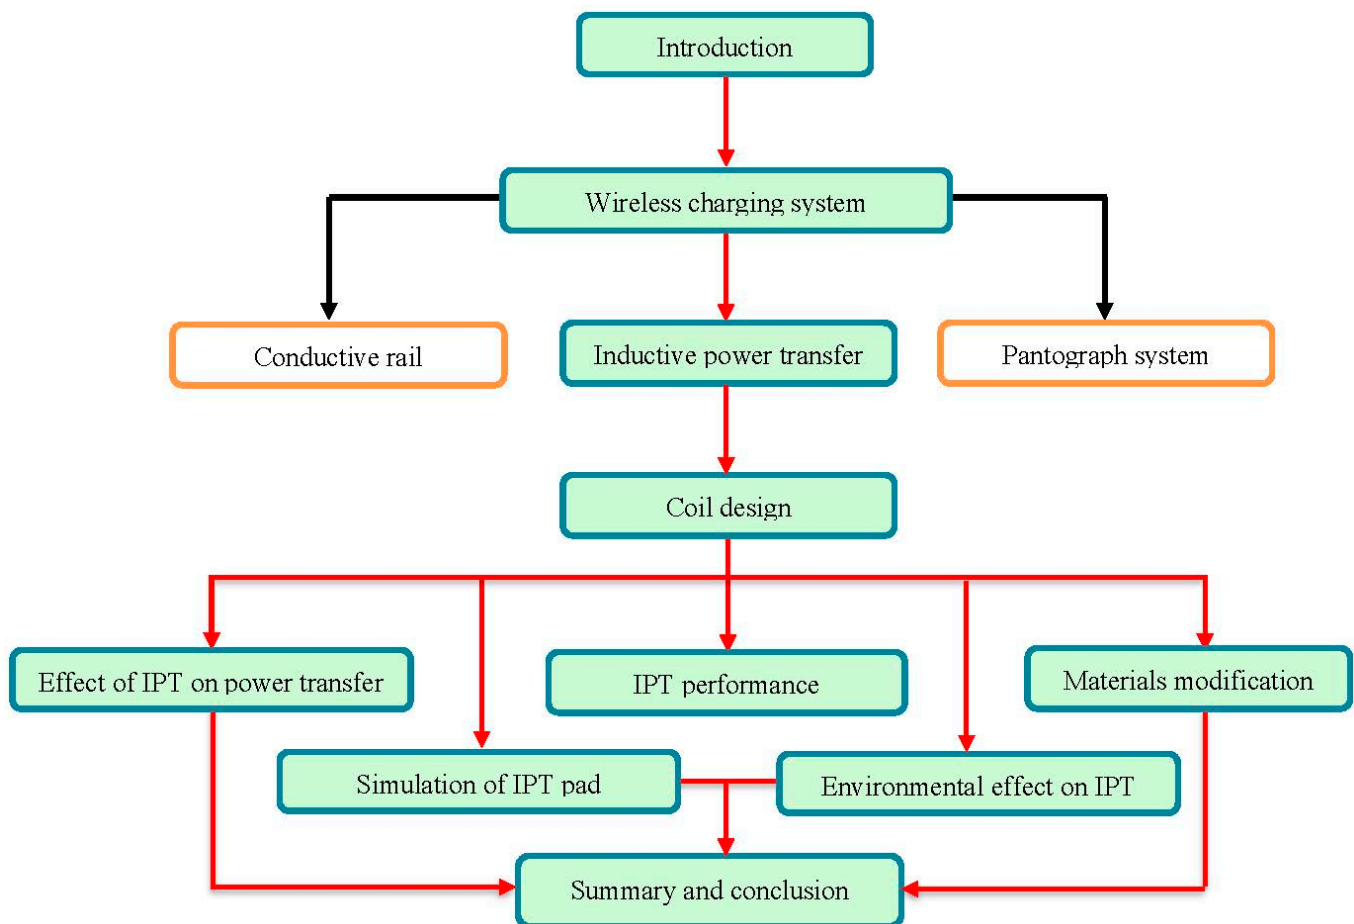 Introduction
Wireless charging system
Conductive rail
Inductive power transfer
Pantograph system
Coil design
Effect of IPT on power transfer
IPT performance
Materials modification
Simulation of IPT pad
Environmental effect on IPT
Summary and conclusion